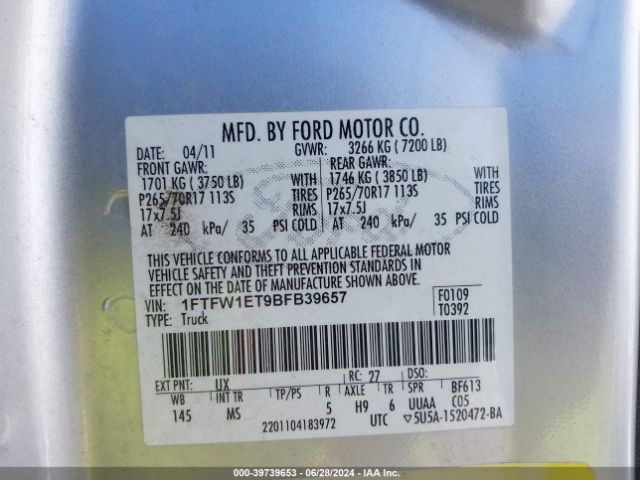 MFD. BY FORD MOTOR CO.
DATE: 04/11 GVWR: 3266 KG ( 7200 LB)
FRONT GAWR: REAR GAWR:
1701 KG ( 3750 LB) WITH 1746 KG ( 3850 LB) WITH
P265/70R17 113S TIRES P265/70R17 113S TIRES
17x7.5J RIMS 17x7.5J RIMS
AT 240 kPa/ 35 PSI COLD AT 240 kPa/ 35 PSI COLD
THIS VEHICLE CONFORMS TO ALL APPLICABLE FEDERAL MOTOR
VEHICLE SAFETY AND THEFT PREVENTION STANDARDS IN
EFFECT ON THE DATE OF MANUFACTURE SHOWN ABOVE.
VIN: 1FTFW1ET9BFB39657 F0109
TYPE: Truck T0392
EXT PNT: UX RC: 27 DSO:
WB INT TR TP/PS R AXLE TR SPR BF613
145 MS 5 H9 6 UUAA C05
2201104183972 UTC 5U5A-1520472-BA
000-39739653 - 06/28/2024 - IAA Inc.